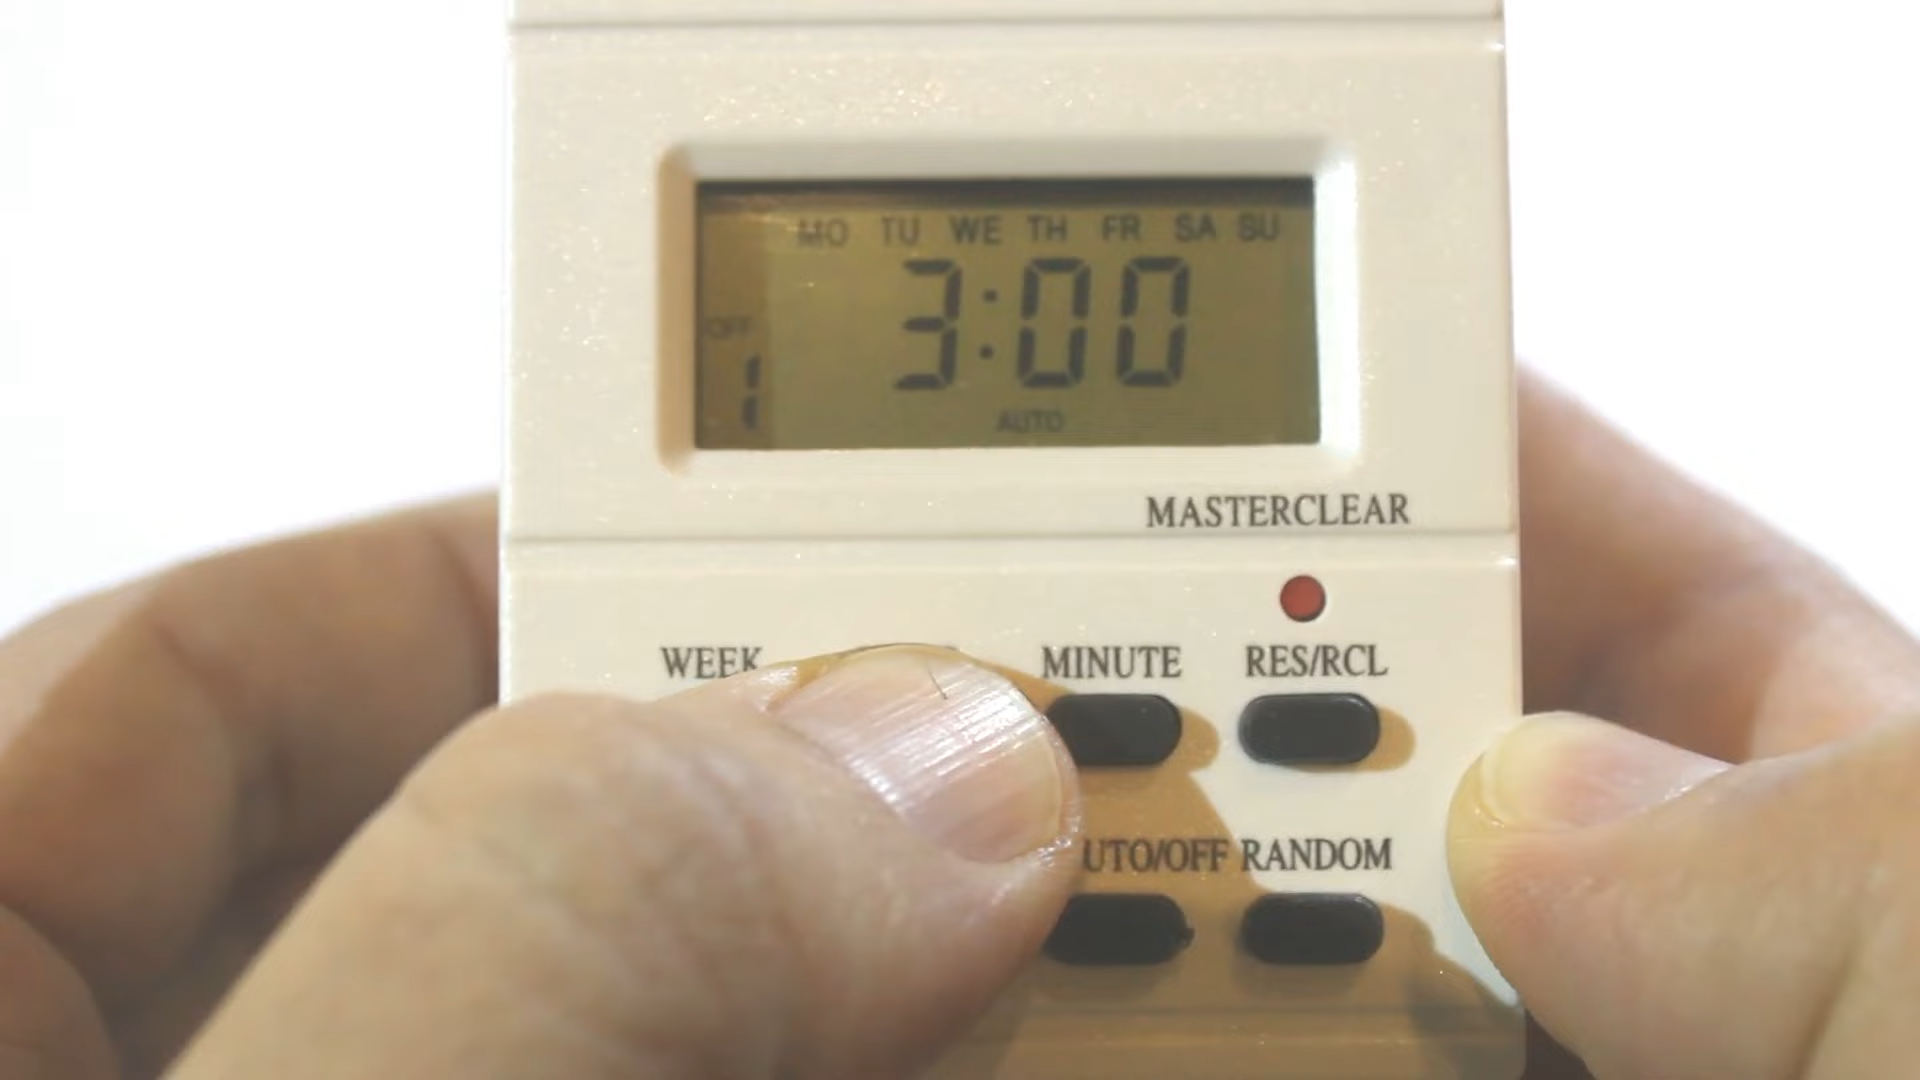 MO TU WE TH FR SA SU
3:00
OFF
1
AUTO
MASTERCLEAR
WEEK MINUTE RES/RCL
UTO/OFF RANDOM